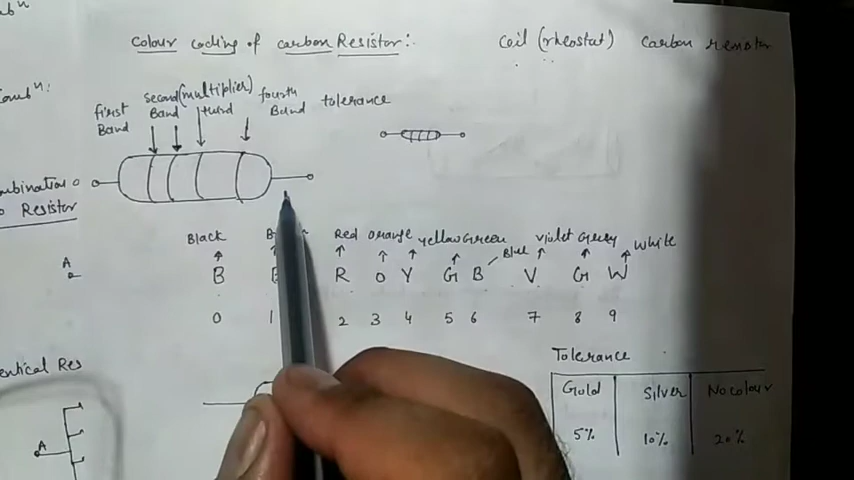 Colour coding of carbon Resistor:-
Coil (rheostat) Carbon resistor
first Band
second Band
(multiplier) third
fourth Band
tolerance
Resistor
Black Red orange yellow Green Blue violet Grey White
B R O Y G B V G W
0 1 2 3 4 5 6 7 8 9
A
Tolerance
Gold Silver No colour
5% 10% 20%
A